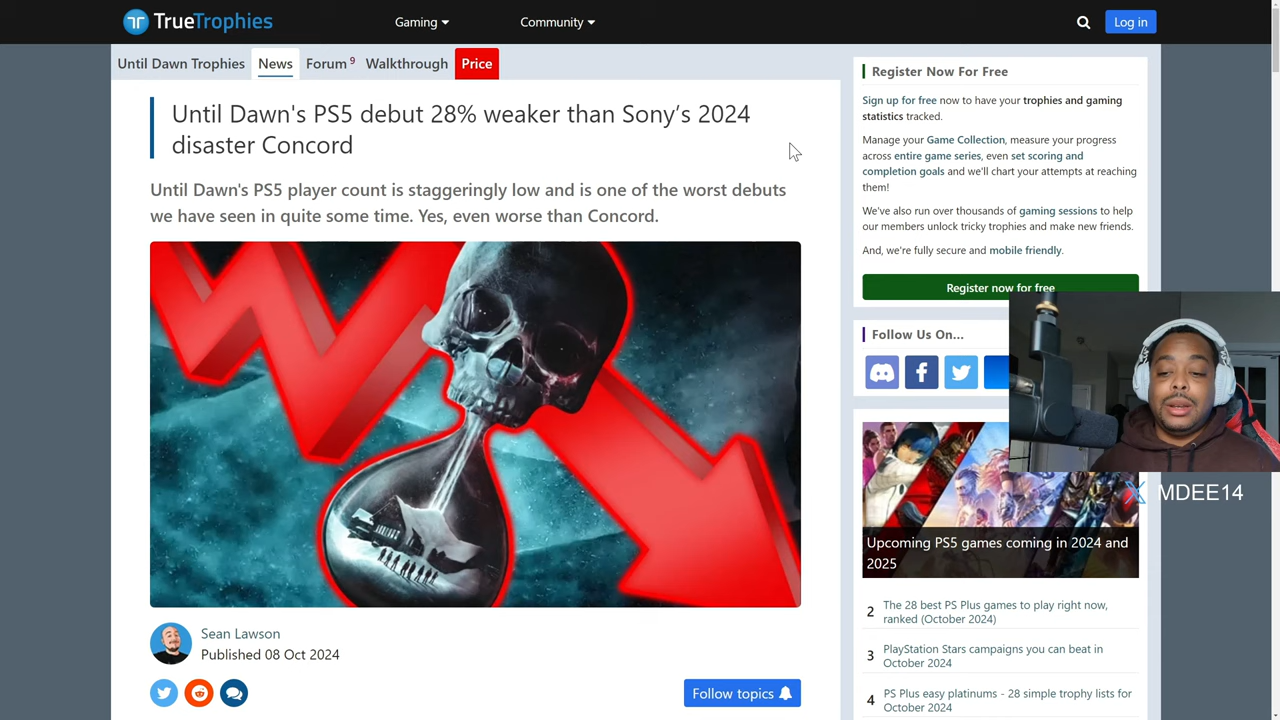 TrueTrophies
Gaming
Community
Log in
Until Dawn Trophies
News
Forum 9
Walkthrough
Price
Until Dawn's PS5 debut 28% weaker than Sony’s 2024
disaster Concord
Until Dawn's PS5 player count is staggeringly low and is one of the worst debuts
we have seen in quite some time. Yes, even worse than Concord.
Sean Lawson
Published 08 Oct 2024
Follow topics
Register Now For Free
Sign up for free now to have your trophies and gaming
statistics tracked.
Manage your Game Collection, measure your progress
across entire game series, even set scoring and
completion goals and we'll chart your attempts at reaching
them!
We've also run over thousands of gaming sessions to help
our members unlock tricky trophies and make new friends.
And, we're fully secure and mobile friendly.
Register now for free
Follow Us On...
MDEE14
Upcoming PS5 games coming in 2024 and
2025
2 The 28 best PS Plus games to play right now,
ranked (October 2024)
3 PlayStation Stars campaigns you can beat in
October 2024
4 PS Plus easy platinums - 28 simple trophy lists for
October 2024